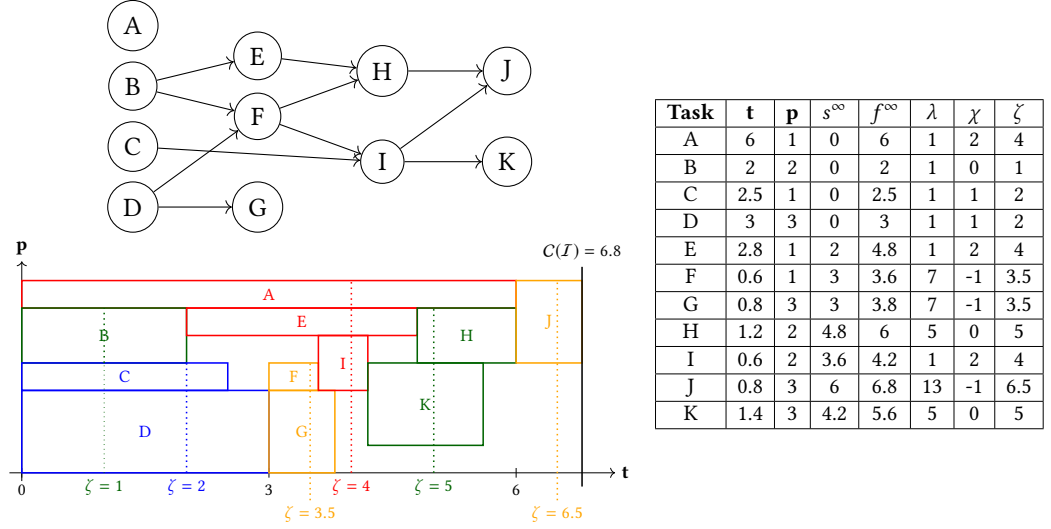 A
B
C
D
E
F
G
H
I
J
K
p
C(I) = 6.8
A
B
E
H
J
C
F
I
K
D
G
0
ζ = 1
ζ = 2
3
ζ = 4
ζ = 5
6
t
ζ = 3.5
ζ = 6.5
Task t p s∞ f∞ λ χ ζ
A 6 1 0 6 1 2 4
B 2 2 0 2 1 0 1
C 2.5 1 0 2.5 1 1 2
D 3 3 0 3 1 1 2
E 2.8 1 2 4.8 1 2 4
F 0.6 1 3 3.6 7 -1 3.5
G 0.8 3 3 3.8 7 -1 3.5
H 1.2 2 4.8 6 5 0 5
I 0.6 2 3.6 4.2 1 2 4
J 0.8 3 6 6.8 13 -1 6.5
K 1.4 3 4.2 5.6 5 0 5